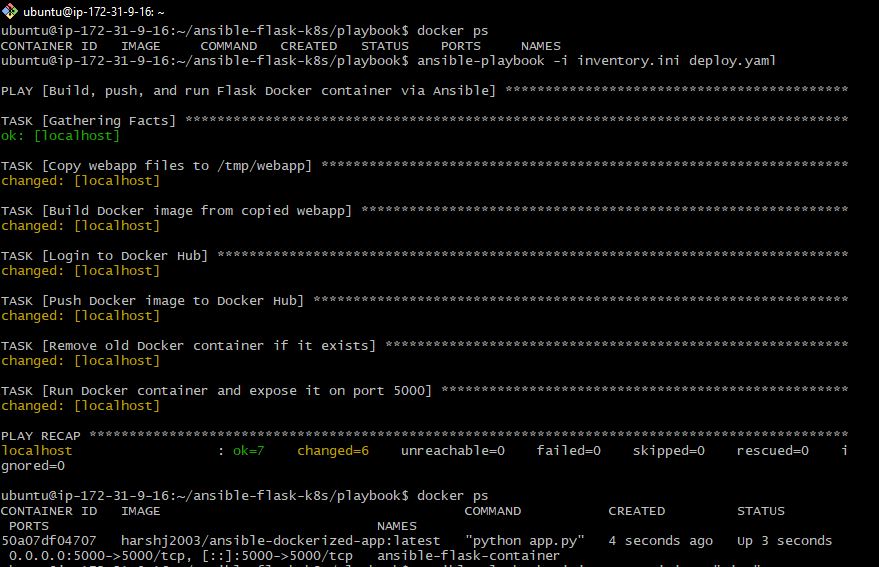 ubuntu@ip-172-31-9-16: ~
ubuntu@ip-172-31-9-16:~/ansible-flask-k8s/playbook$ docker ps
CONTAINER ID   IMAGE     COMMAND   CREATED   STATUS    PORTS     NAMES
ubuntu@ip-172-31-9-16:~/ansible-flask-k8s/playbook$ ansible-playbook -i inventory.ini deploy.yaml
PLAY [Build, push, and run Flask Docker container via Ansible] *******************************************
TASK [Gathering Facts] ***********************************************************************************
ok: [localhost]
TASK [Copy webapp files to /tmp/webapp] ******************************************************************
changed: [localhost]
TASK [Build Docker image from copied webapp] *************************************************************
changed: [localhost]
TASK [Login to Docker Hub] *******************************************************************************
changed: [localhost]
TASK [Push Docker image to Docker Hub] *******************************************************************
changed: [localhost]
TASK [Remove old Docker container if it exists] **********************************************************
changed: [localhost]
TASK [Run Docker container and expose it on port 5000] ***************************************************
changed: [localhost]
PLAY RECAP ***********************************************************************************************
localhost                  : ok=7    changed=6    unreachable=0    failed=0    skipped=0    rescued=0    i
gnored=0
ubuntu@ip-172-31-9-16:~/ansible-flask-k8s/playbook$ docker ps
CONTAINER ID   IMAGE                                      COMMAND           CREATED         STATUS
 PORTS                                         NAMES
50a07df04707   harshj2003/ansible-dockerized-app:latest   "python app.py"   4 seconds ago   Up 3 seconds
 0.0.0.0:5000->5000/tcp, [::]:5000->5000/tcp   ansible-flask-container